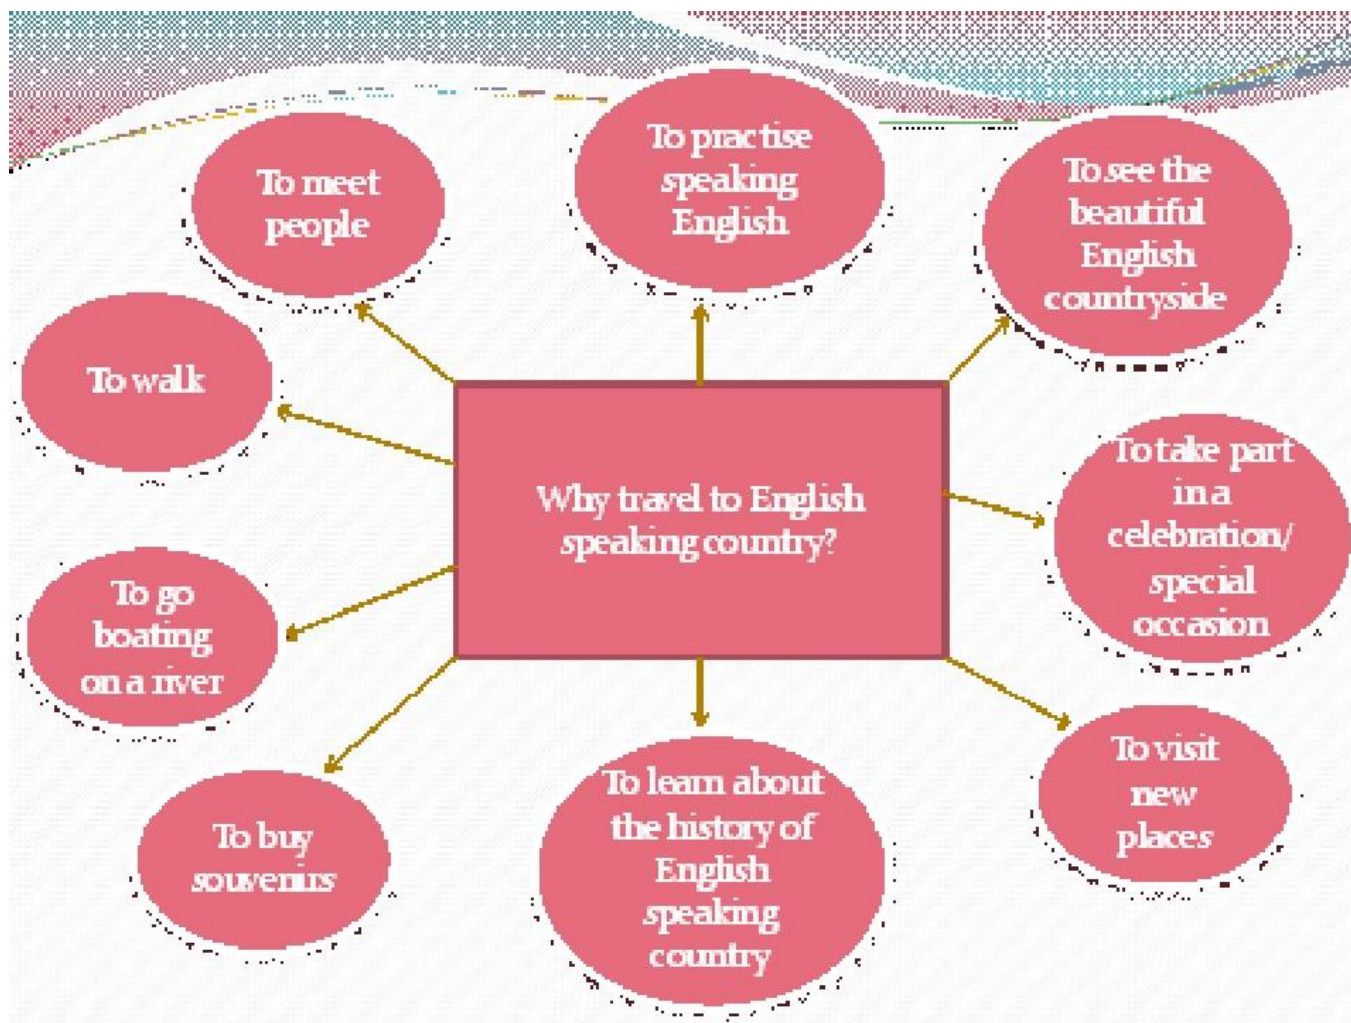 To meet
people
To practise
speaking
English
To see the
beautiful
English
countryside
To walk
Why travel to English
speaking country?
To take part
in a
celebration/
special
occasion
To go
boating
on a river
To visit
new
places
To buy
souvenirs
To learn about
the history of
English
speaking
country